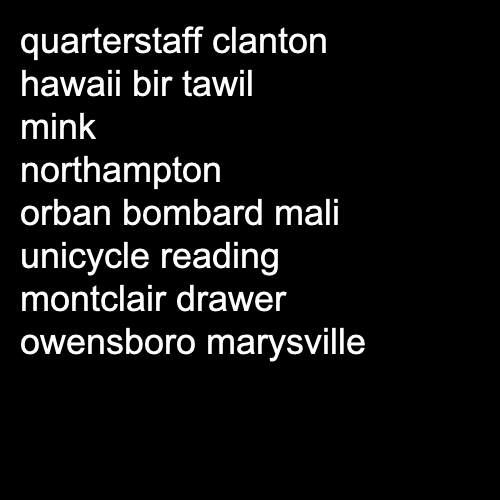 quarterstaff clanton
hawaii bir tawil
mink
northampton
orban bombard mali
unicycle reading
montclair drawer
owensboro marysville